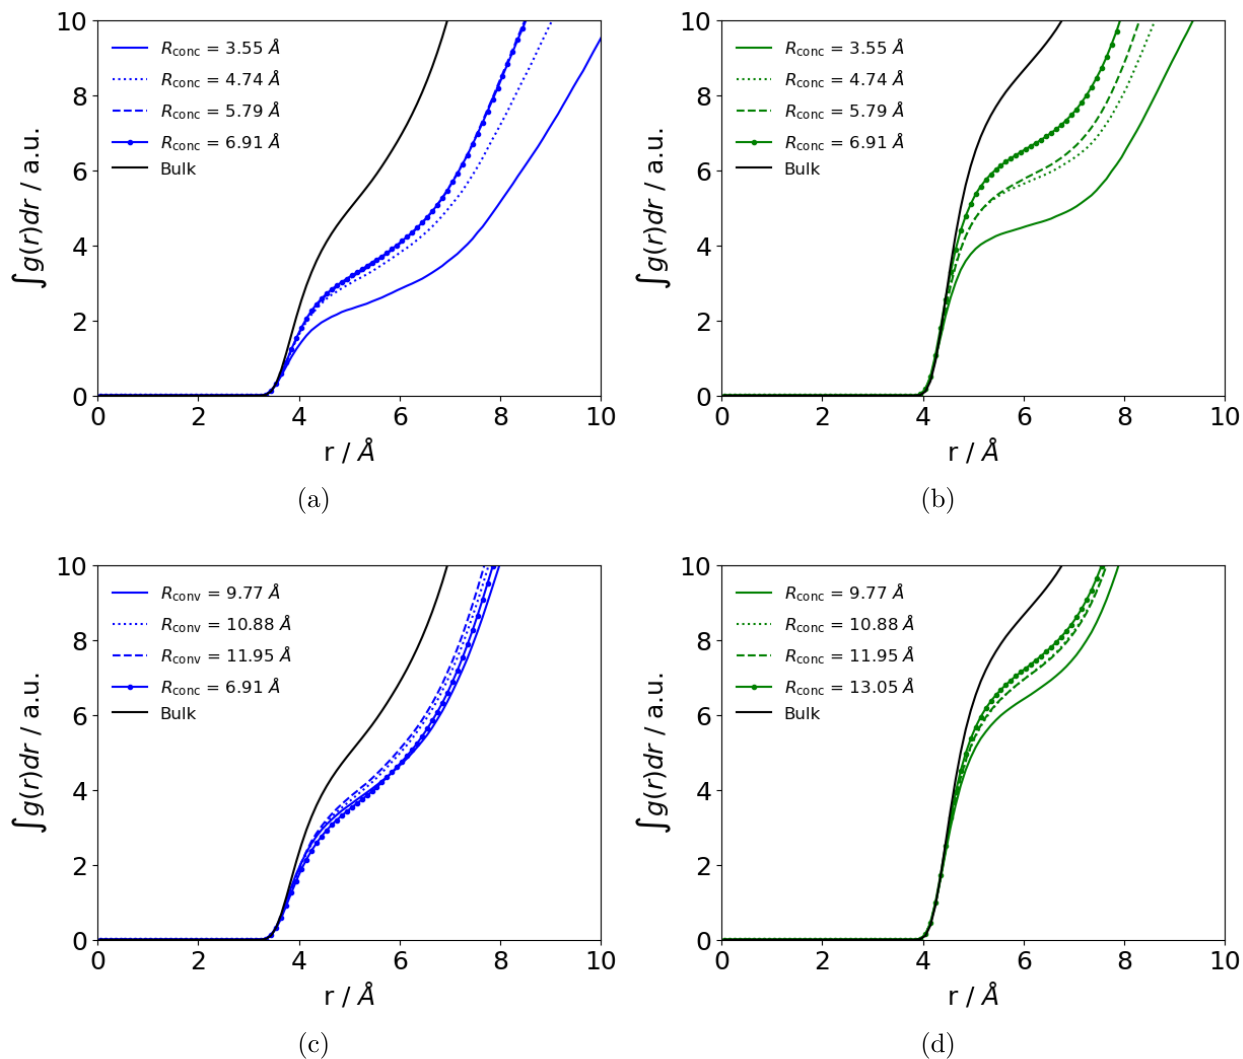 10
8
6
4
2
0
∫g(r)dr / a.u.
R_conc = 3.55 Å
R_conc = 4.74 Å
R_conc = 5.79 Å
R_conc = 6.91 Å
Bulk
0 2 4 6 8 10
r / Å
(a)
10
8
6
4
2
0
∫g(r)dr / a.u.
R_conc = 3.55 Å
R_conc = 4.74 Å
R_conc = 5.79 Å
R_conc = 6.91 Å
Bulk
0 2 4 6 8 10
r / Å
(b)
10
8
6
4
2
0
∫g(r)dr / a.u.
R_conv = 9.77 Å
R_conv = 10.88 Å
R_conv = 11.95 Å
R_conc = 6.91 Å
Bulk
0 2 4 6 8 10
r / Å
(c)
10
8
6
4
2
0
∫g(r)dr / a.u.
R_conc = 9.77 Å
R_conc = 10.88 Å
R_conc = 11.95 Å
R_conc = 13.05 Å
Bulk
0 2 4 6 8 10
r / Å
(d)